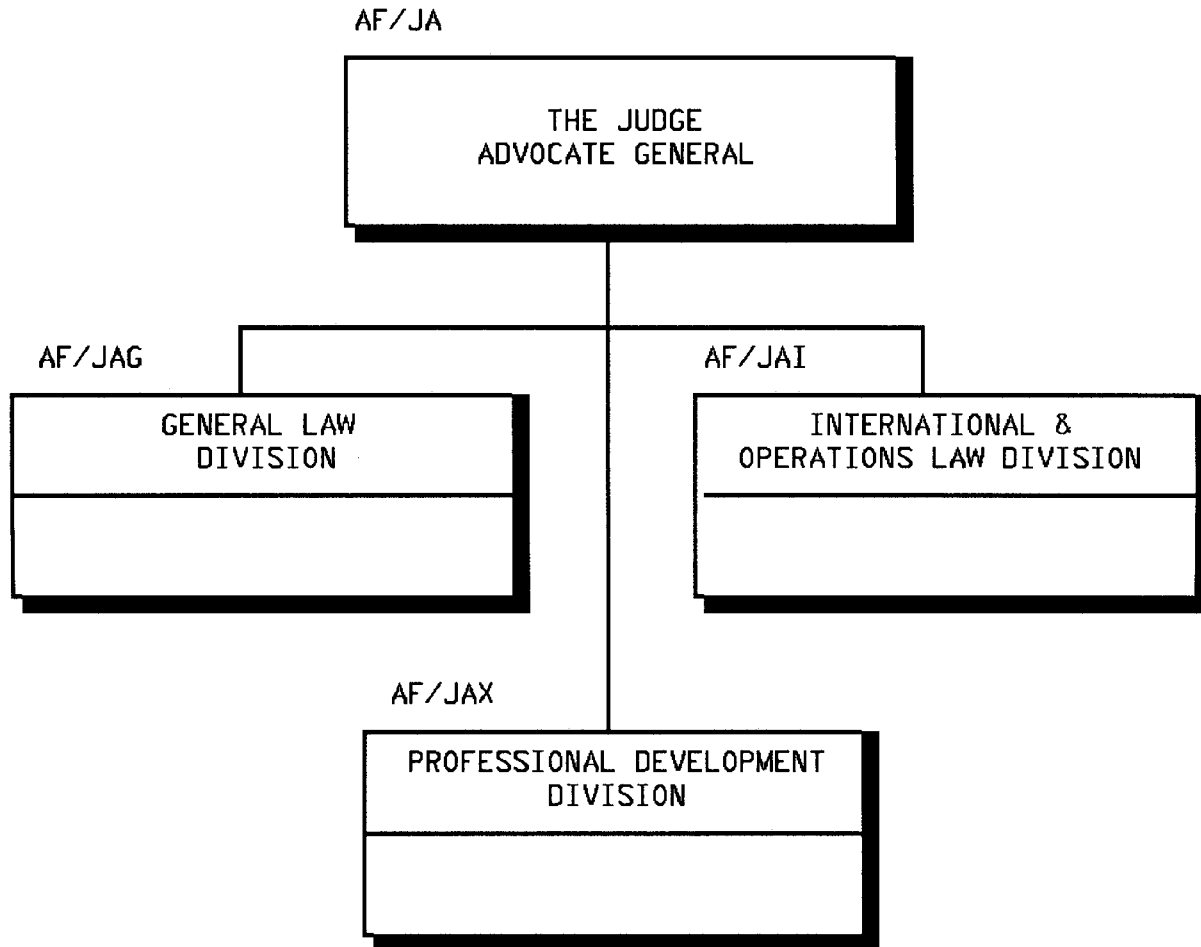 AF/JA
THE JUDGE
ADVOCATE GENERAL
AF/JAG
GENERAL LAW
DIVISION
AF/JAI
INTERNATIONAL &
OPERATIONS LAW DIVISION
AF/JAX
PROFESSIONAL DEVELOPMENT
DIVISION